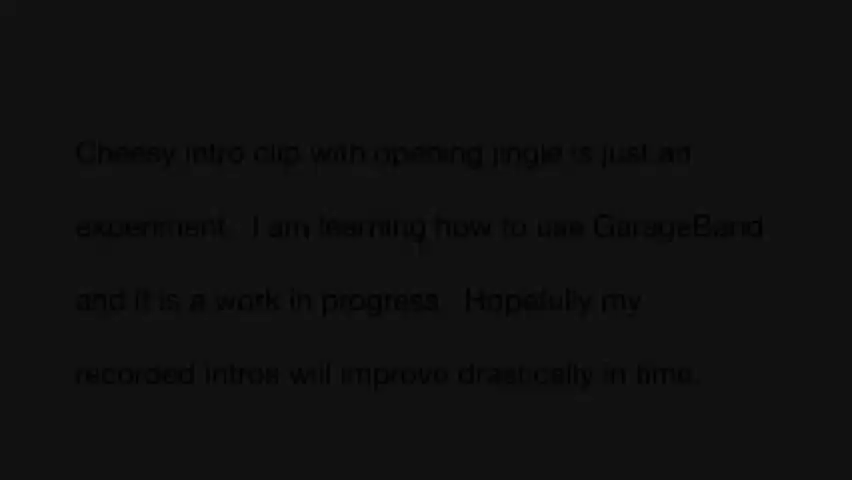 Cheesy intro clip with opening jingle is just an
experiment. I am learning how to use GarageBand
and it is a work in progress. Hopefully my
recorded intros will improve drastically in time.